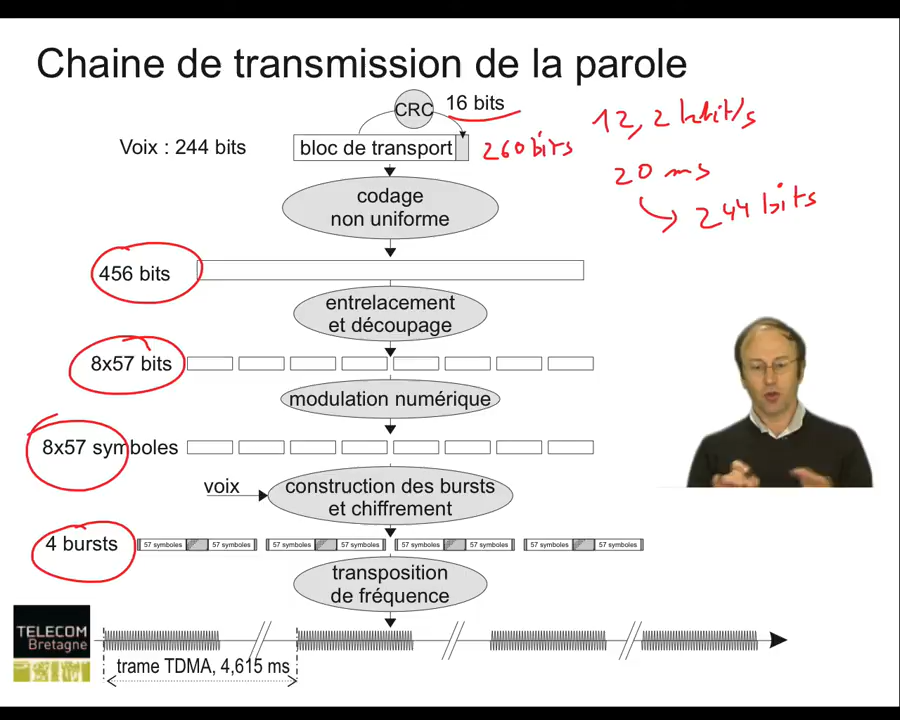 Chaine de transmission de la parole
CRC
16 bits
12,2 kbit/s
Voix : 244 bits
bloc de transport
260 bits
20 ms
244 bits
codage
non uniforme
456 bits
entrelacement
et découpage
8x57 bits
modulation numérique
8x57 symboles
voix
construction des bursts
et chiffrement
4 bursts
57 symboles 57 symboles 57 symboles 57 symboles 57 symboles 57 symboles 57 symboles 57 symboles
transposition
de fréquence
TELECOM
Bretagne
trame TDMA, 4,615 ms